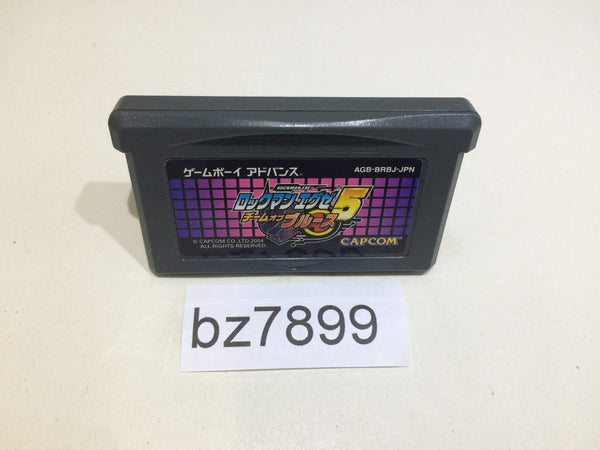 ゲームボーイ アドバンス
AGB-BRBJ-JPN
ROCKMAN EXE
ロックマン エグゼ 5
チームオブ ブルース
© CAPCOM CO.,LTD.2004
ALL RIGHTS RESERVED.
CAPCOM
bz7899